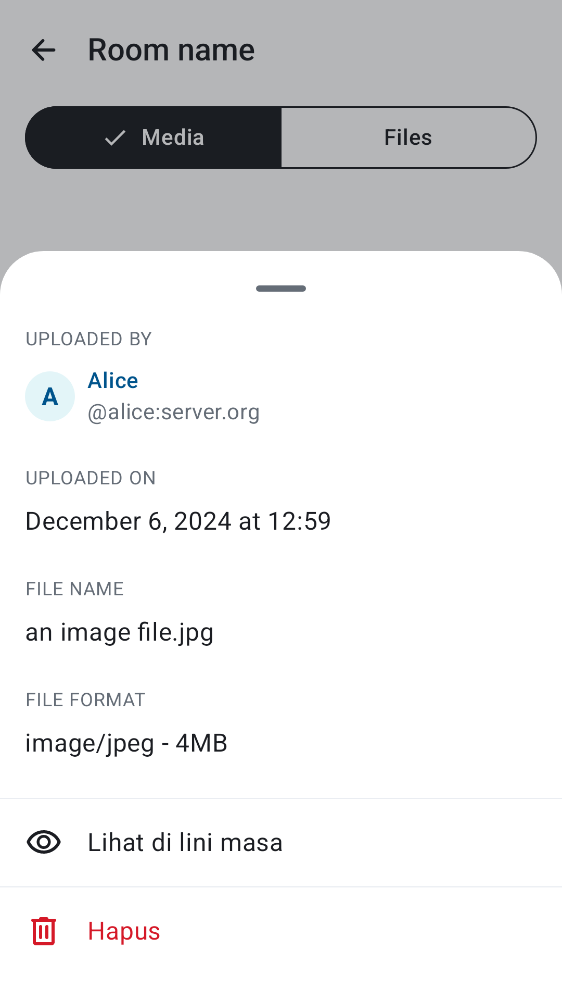 Room name
Media
Files
UPLOADED BY
A
Alice
@alice:server.org
UPLOADED ON
December 6, 2024 at 12:59
FILE NAME
an image file.jpg
FILE FORMAT
image/jpeg - 4MB
Lihat di lini masa
Hapus